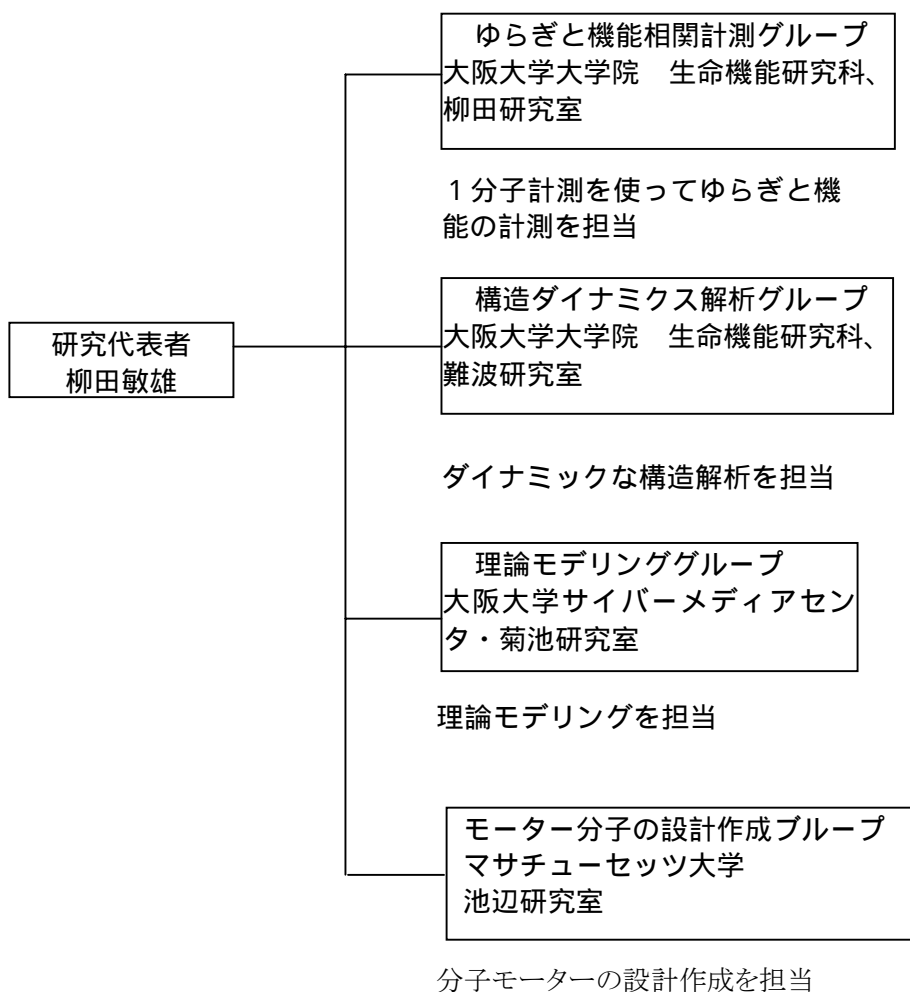 ゆらぎと機能相関計測グループ
大阪大学大学院　生命機能研究科、
柳田研究室
１分子計測を使ってゆらぎと機
能の計測を担当
構造ダイナミクス解析グループ
大阪大学大学院　生命機能研究科、
難波研究室
研究代表者
柳田敏雄
ダイナミックな構造解析を担当
理論モデリンググループ
大阪大学サイバーメディアセン
タ・菊池研究室
理論モデリングを担当
モーター分子の設計作成ブループ
マサチューセッツ大学
池辺研究室
分子モーターの設計作成を担当